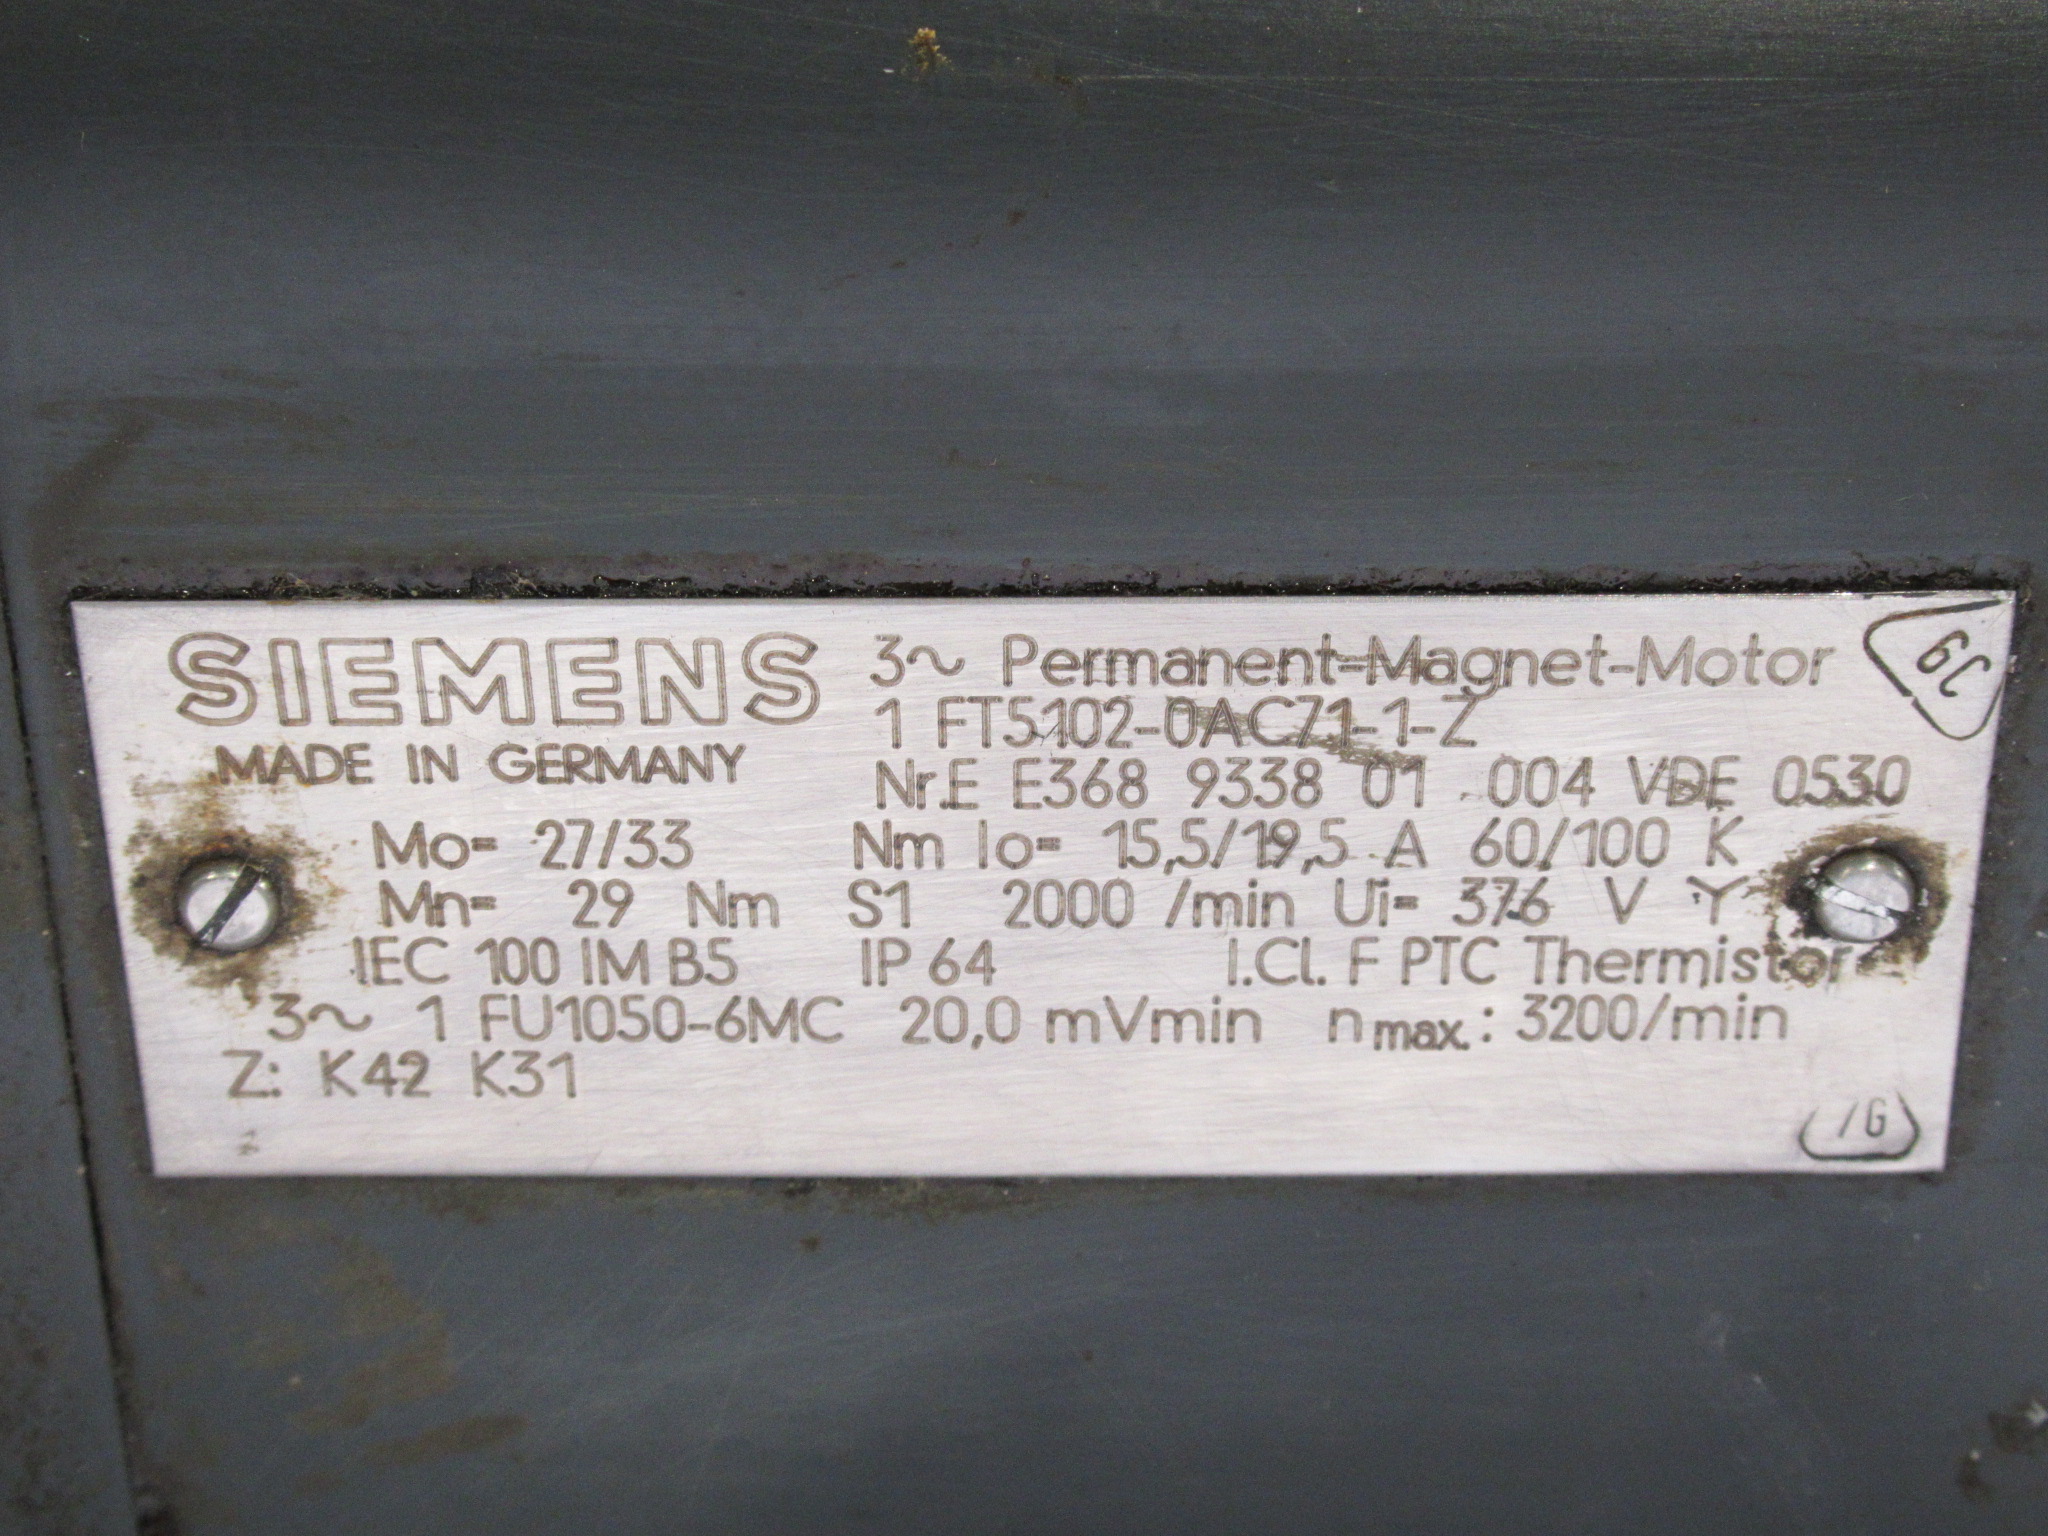 SIEMENS
MADE IN GERMANY
3~ Permanent-Magnet-Motor
1 FT5102-0AC71-1-Z
Nr.E E368 9338 01 004 VDE 0530
Mo= 27/33 Nm Io= 15,5/19,5 A 60/100 K
Mn= 29 Nm S1 2000 /min Ui= 376 V Y
IEC 100 IM B5 IP 64 I.Cl. F PTC Thermistor
3~ 1 FU1050-6MC 20,0 mVmin nmax.: 3200/min
Z: K42 K31
6C
/G